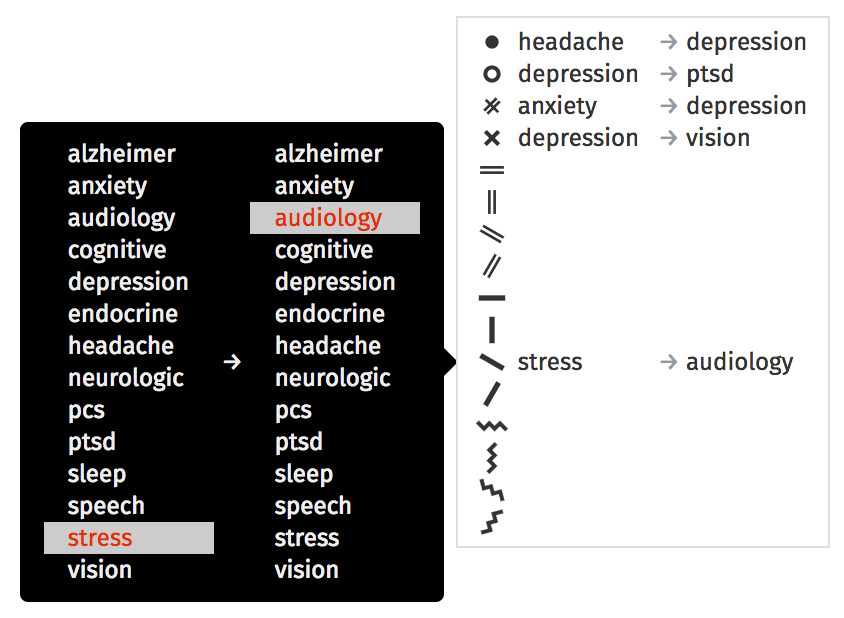 headache → depression
depression → ptsd
anxiety → depression
depression → vision
stress → audiology
alzheimer alzheimer
anxiety anxiety
audiology audiology
cognitive cognitive
depression depression
endocrine endocrine
headache → headache
neurologic neurologic
pcs pcs
ptsd ptsd
sleep sleep
speech speech
stress stress
vision vision